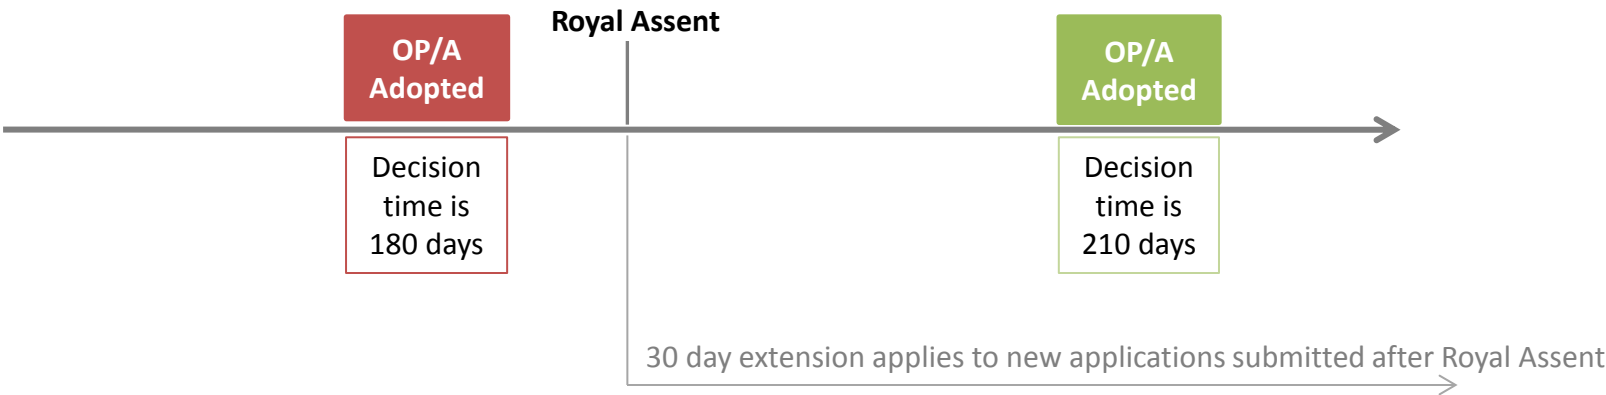 Royal Assent
OP/A
Adopted
OP/A
Adopted
Decision
time is
180 days
Decision
time is
210 days
30 day extension applies to new applications submitted after Royal Assent